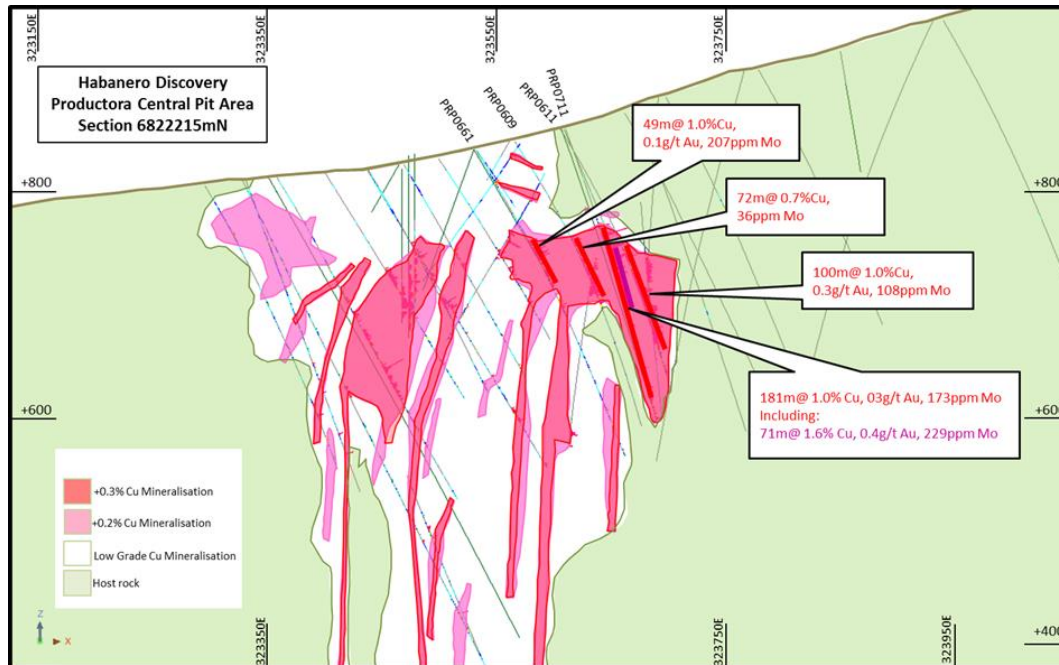 323150E
323350E
323550E
323750E
Habanero Discovery
Productora Central Pit Area
Section 6822215mN
PRP0661
PRP0609
PRP0611
PRP0711
49m@ 1.0%Cu,
0.1g/t Au, 207ppm Mo
+800
+800
72m@ 0.7%Cu,
36ppm Mo
100m@ 1.0%Cu,
0.3g/t Au, 108ppm Mo
181m@ 1.0% Cu, 03g/t Au, 173ppm Mo
Including:
71m@ 1.6% Cu, 0.4g/t Au, 229ppm Mo
+600
+600
+0.3% Cu Mineralisation
+0.2% Cu Mineralisation
Low Grade Cu Mineralisation
Host rock
Z
X
323350E
323550E
323750E
323950E
+400